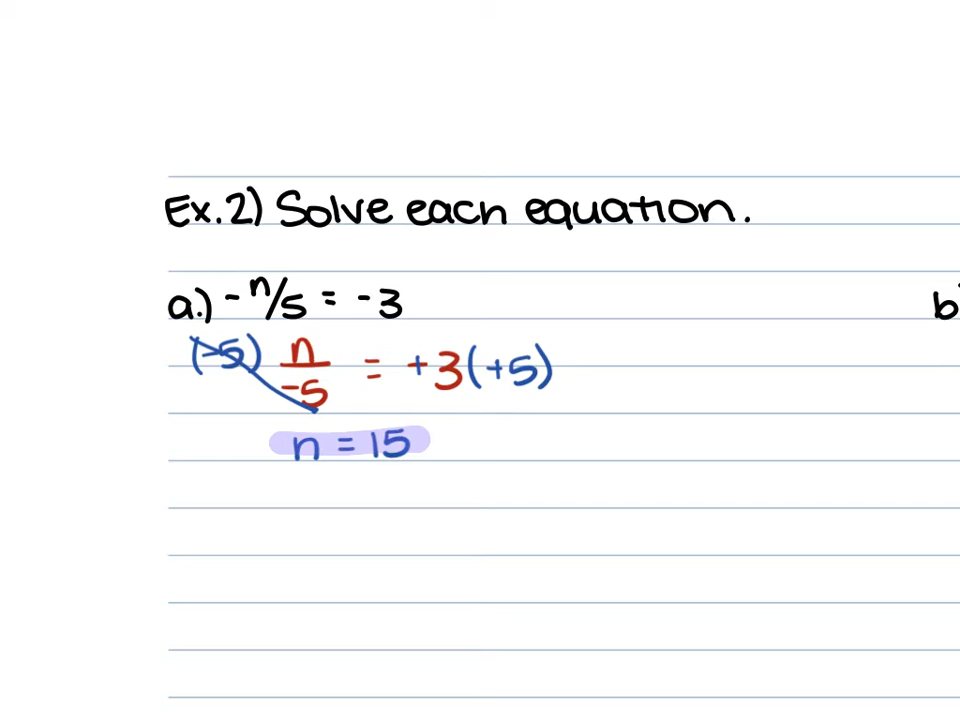 Ex.2) Solve each equation.
a.) -n/5 = -3
b
(-5) n/-5 = +3(+5)
n = 15